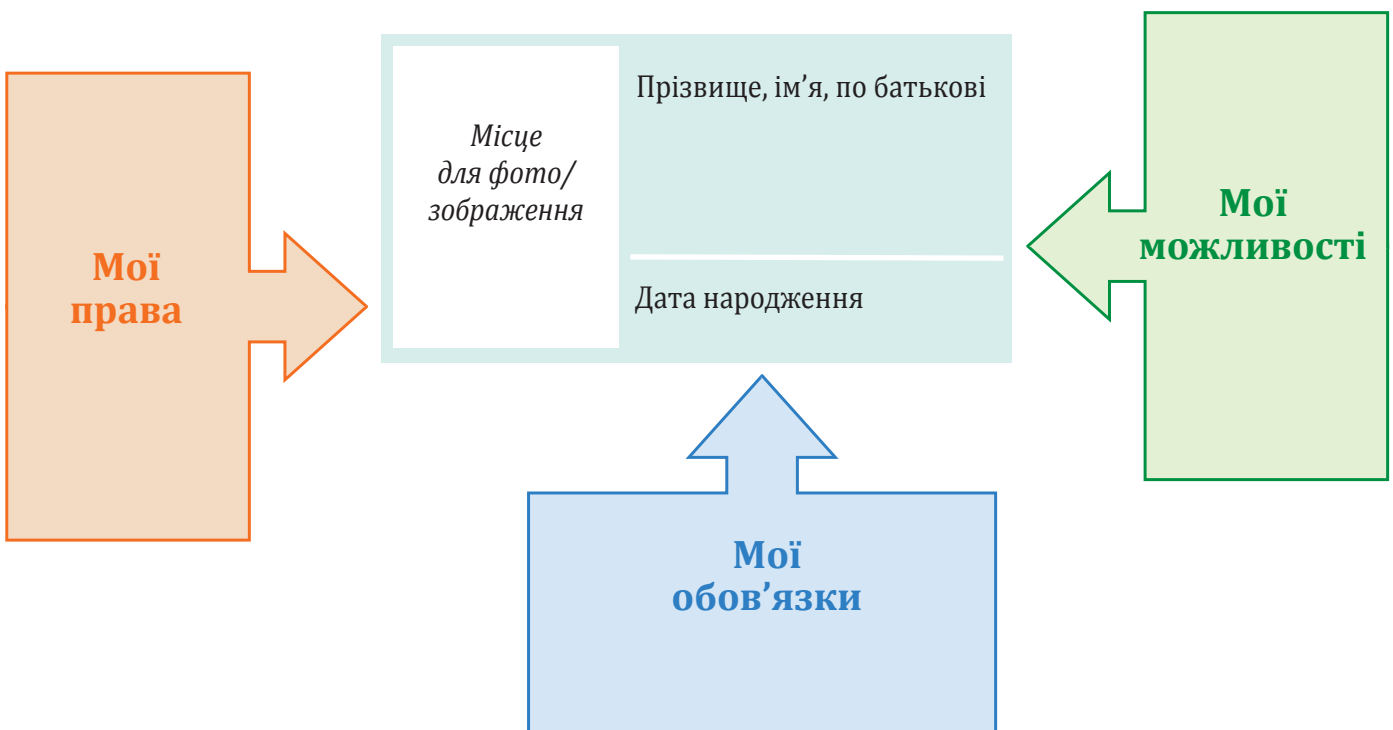 Мої
права
Місце
для фото/
зображення
Прізвище, ім’я, по батькові
Дата народження
Мої
можливості
Мої
обов’язки